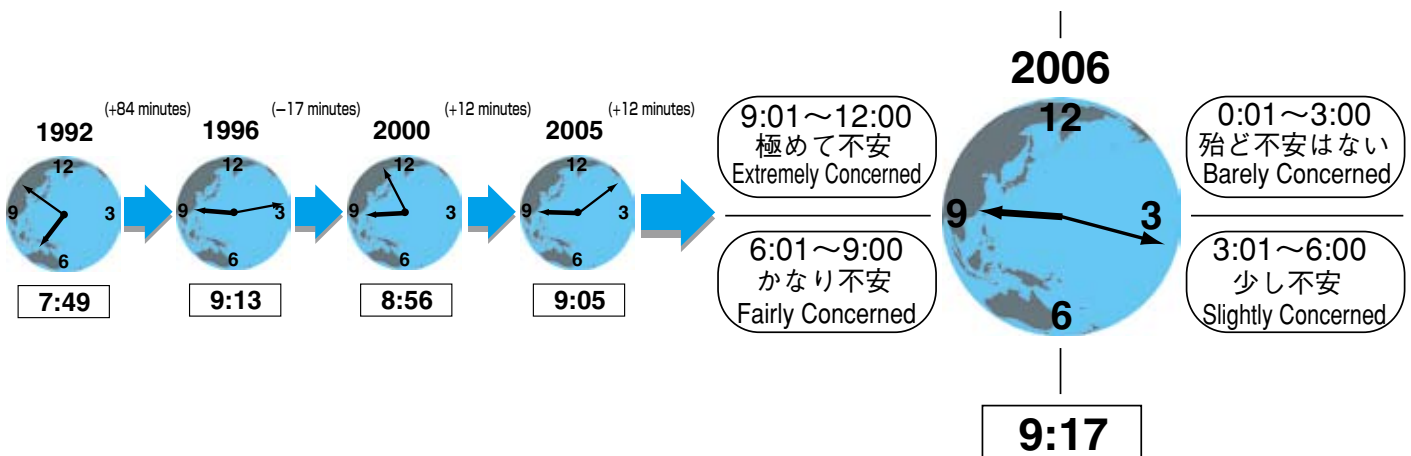 (+84 minutes)
(−17 minutes)
(+12 minutes)
(+12 minutes)
1992
1996
2000
2005
12
3
6
9
12
3
6
9
12
3
6
9
12
3
6
9
7:49
9:13
8:56
9:05
2006
9:01〜12:00
極めて不安
Extremely Concerned
6:01〜9:00
かなり不安
Fairly Concerned
12
9
3
6
0:01〜3:00
殆ど不安はない
Barely Concerned
3:01〜6:00
少し不安
Slightly Concerned
9:17